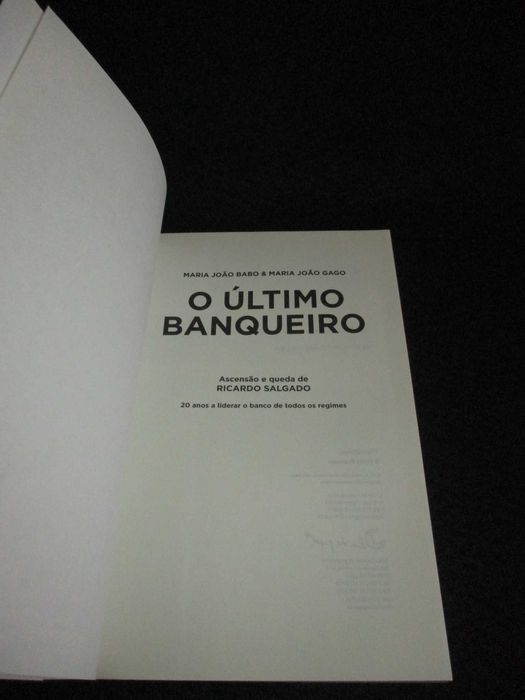 MARIA JOÃO BABO & MARIA JOÃO GAGO
O ÚLTIMO
BANQUEIRO
Ascensão e queda de
RICARDO SALGADO
20 anos a liderar o banco de todos os regimes